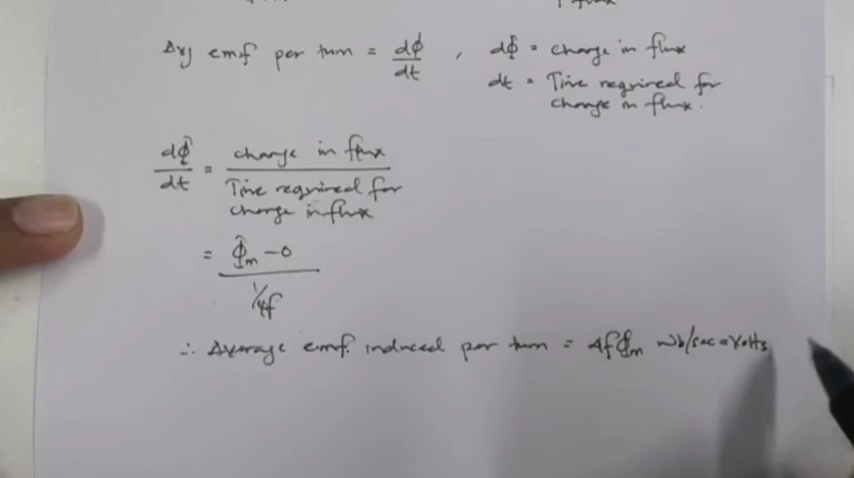 Avg emf per turn = dϕ/dt , dϕ = change in flux
dt = Time required for
change in flux.
dϕ/dt = change in flux / Time required for
change in flux
= ϕm - 0 / 1/4f
∴ Average emf. induced per turn = 4fϕm wb/sec or Volts